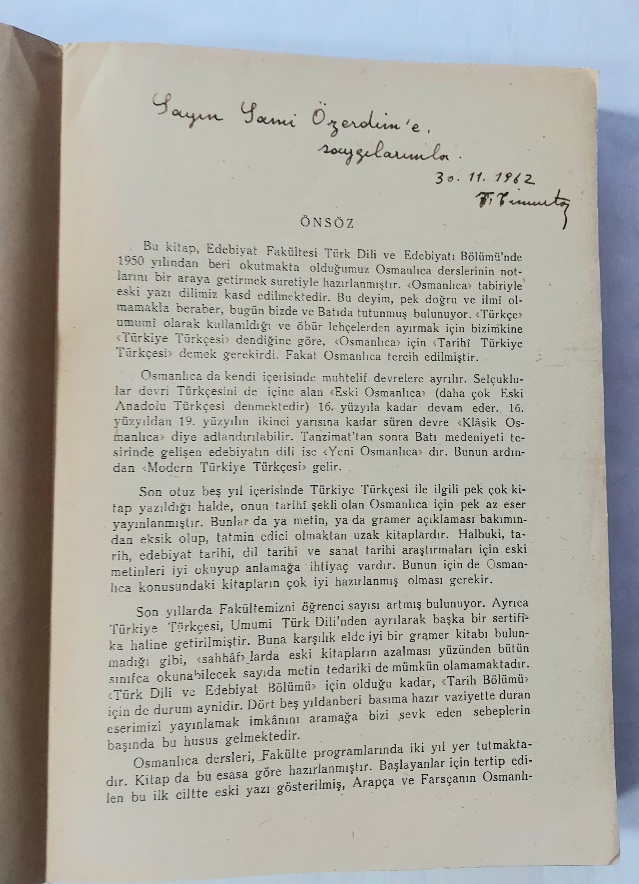 Sayın Sami Özerdim'e,
saygılarımla.
30.11.1962
F. Timurtaş
ÖNSÖZ
Bu kitap, Edebiyat Fakültesi Türk Dili ve Edebiyatı Bölümü'nde
1950 yılından beri okutmakta olduğumuz Osmanlıca derslerinin not-
larını bir araya getirmek suretiyle hazırlanmıştır. ‹Osmanlıca› tabiriyle
eski yazı dilimiz kasd edilmektedir. Bu deyim, pek doğru ve ilmî ol-
mamakla beraber, bugün bizde ve Batıda tutunmuş bulunuyor. ‹Türkçe›
umumî olarak kullanıldığı ve öbür lehçelerden ayırmak için bizimkine
‹Türkiye Türkçesi› dendiğine göre, ‹Osmanlıca› için ‹Tarihî Türkiye
Türkçesi› demek gerekirdi. Fakat Osmanlıca tercih edilmiştir.
Osmanlıca da kendi içerisinde muhtelif devrelere ayrılır. Selçuklu-
lar devri Türkçesini de içine alan ‹Eski Osmanlıca› (daha çok Eski
Anadolu Türkçesi denmektedir) 16. yüzyıla kadar devam eder. 16.
yüzyıldan 19. yüzyılın ikinci yarısına kadar süren devre ‹Klâsik Os-
manlıca› diye adlandırılabilir. Tanzimat'tan sonra Batı medeniyeti te-
sirinde gelişen edebiyatın dili ise ‹Yeni Osmanlıca› dır. Bunun ardın-
dan ‹Modern Türkiye Türkçesi› gelir.
Son otuz beş yıl içerisinde Türkiye Türkçesi ile ilgili pek çok ki-
tap yazıldığı halde, onun tarihî şekli olan Osmanlıca için pek az eser
yayınlanmıştır. Bunlar da ya metin, ya da gramer açıklaması bakımın-
dan eksik olup, tatmin edici olmaktan uzak kitaplardır. Halbuki, ta-
rih, edebiyat tarihi, dil tarihi ve sanat tarihi araştırmaları için eski
metinleri iyi okuyup anlamağa ihtiyaç vardır. Bunun için de Osman-
lıca konusundaki kitapların çok iyi hazırlanmış olması gerekir.
Son yıllarda Fakültemizni öğrenci sayısı artmış bulunuyor. Ayrıca
Türkiye Türkçesi, Umumi Türk Dili'nden ayrılarak başka bir sertifi-
ka haline getirilmiştir. Buna karşılık elde iyi bir gramer kitabı bulun-
madığı gibi, ‹sahhâf› larda eski kitapların azalması yüzünden bütün
sınıfca okunabilecek sayıda metin tedariki de mümkün olamamaktadır.
‹Türk Dili ve Edebiyat Bölümü› için olduğu kadar, ‹Tarih Bölümü›
için de durum aynidir. Dört beş yıldanberi basıma hazır vaziyette duran
eserimizi yayınlamak imkânını aramağa bizi sevk eden sebeplerin
başında bu husus gelmektedir.
Osmanlıca dersleri, Fakülte programlarında iki yıl yer tutmakta-
dır. Kitap da bu esasa göre hazırlanmıştır. Başlayanlar için tertip edi-
len bu ilk ciltte eski yazı gösterilmiş, Arapça ve Farsçanın Osmanlı-